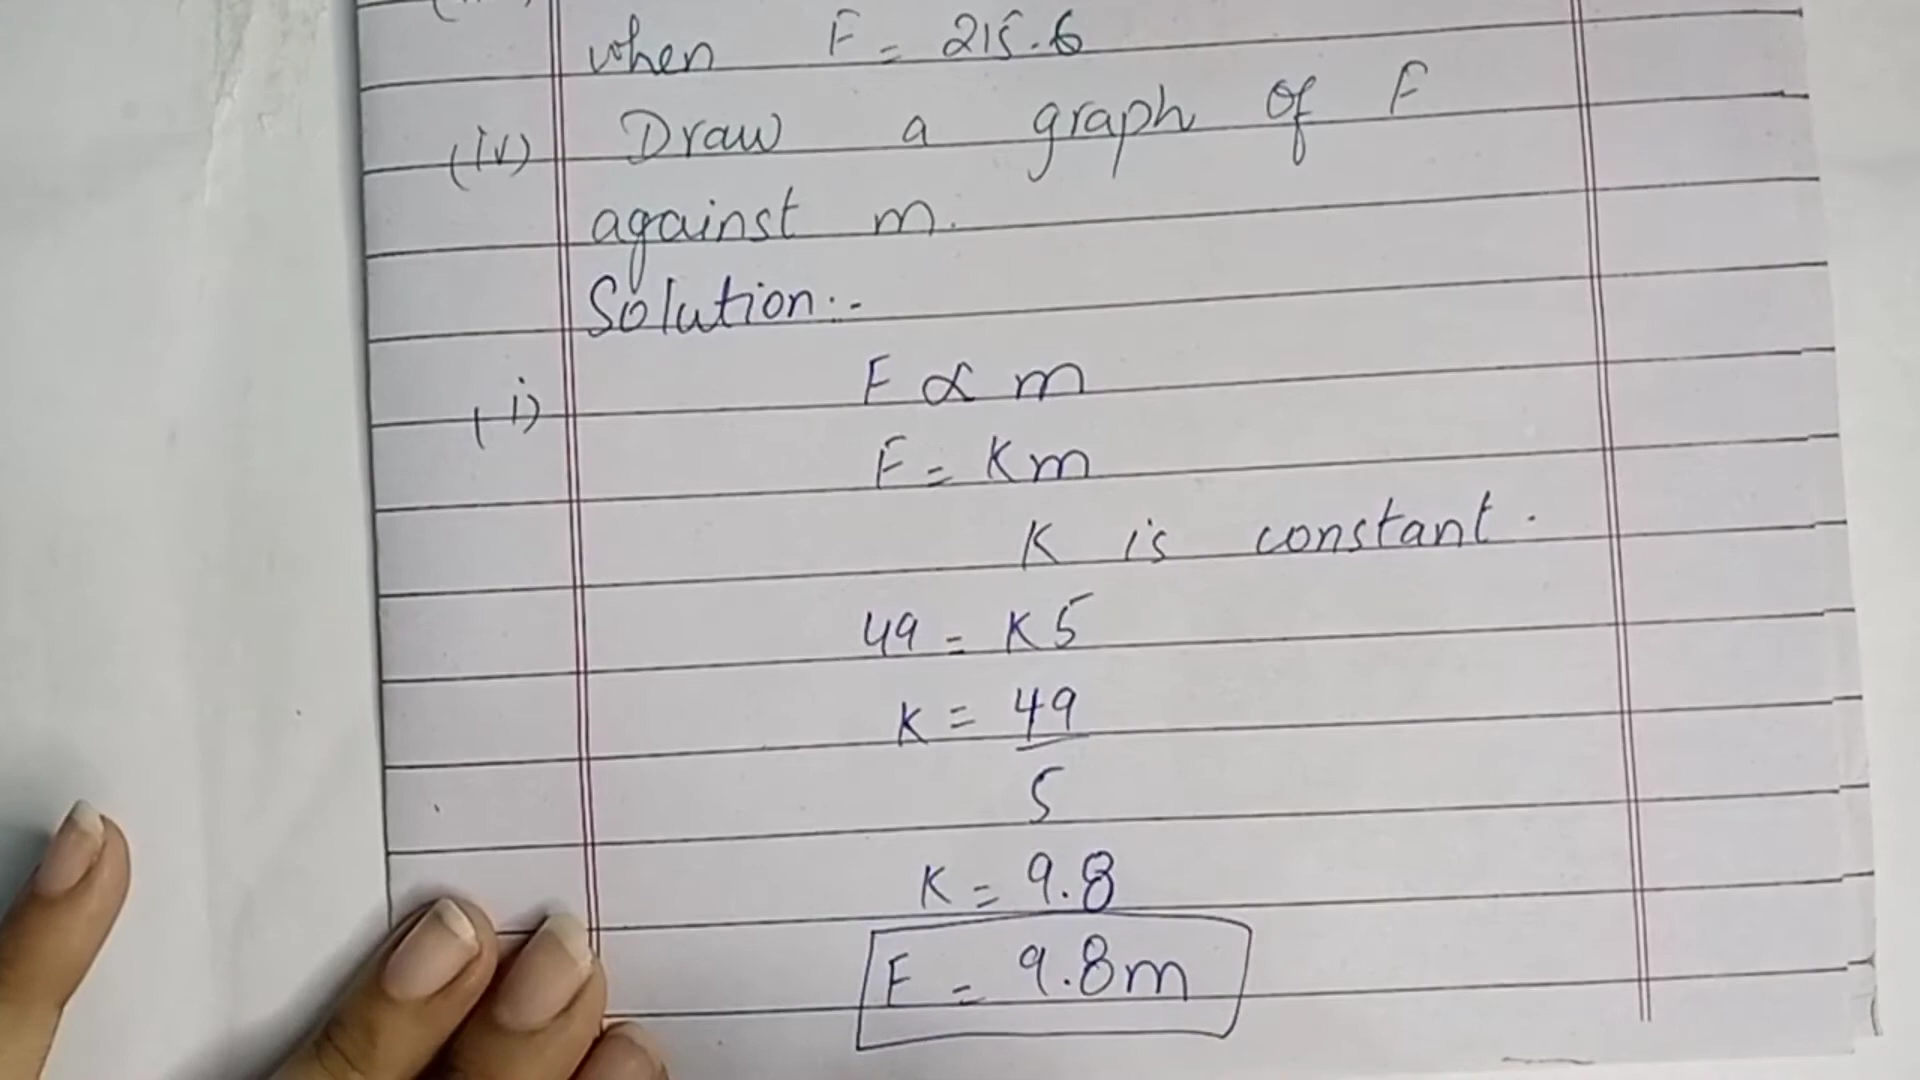 when F = 215.6
(iv) Draw a graph of F
against m.
Solution:-
(i) F ∝ m
F = Km
K is constant.
49 = K5
K = 49
5
K = 9.8
F = 9.8m